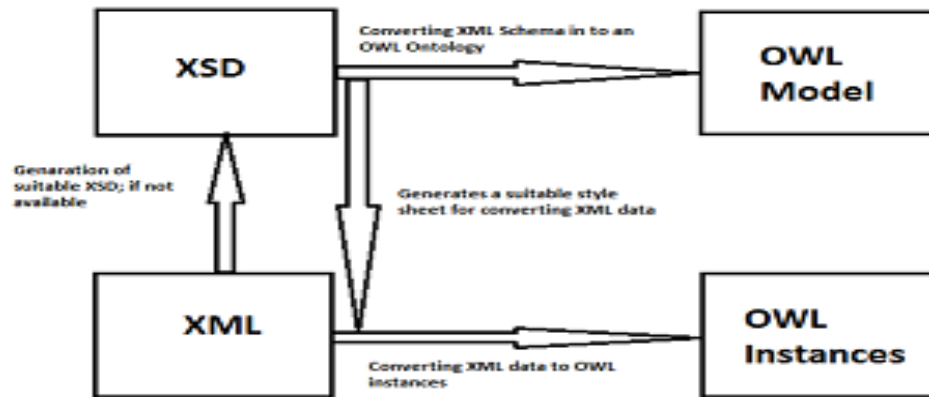 Converting XML Schema in to an
OWL Ontology
XSD
OWL
Model
Genaration of
suitable XSD; if not
available
Generates a suitable style
sheet for converting XML data
XML
OWL
Instances
Converting XML data to OWL
instances